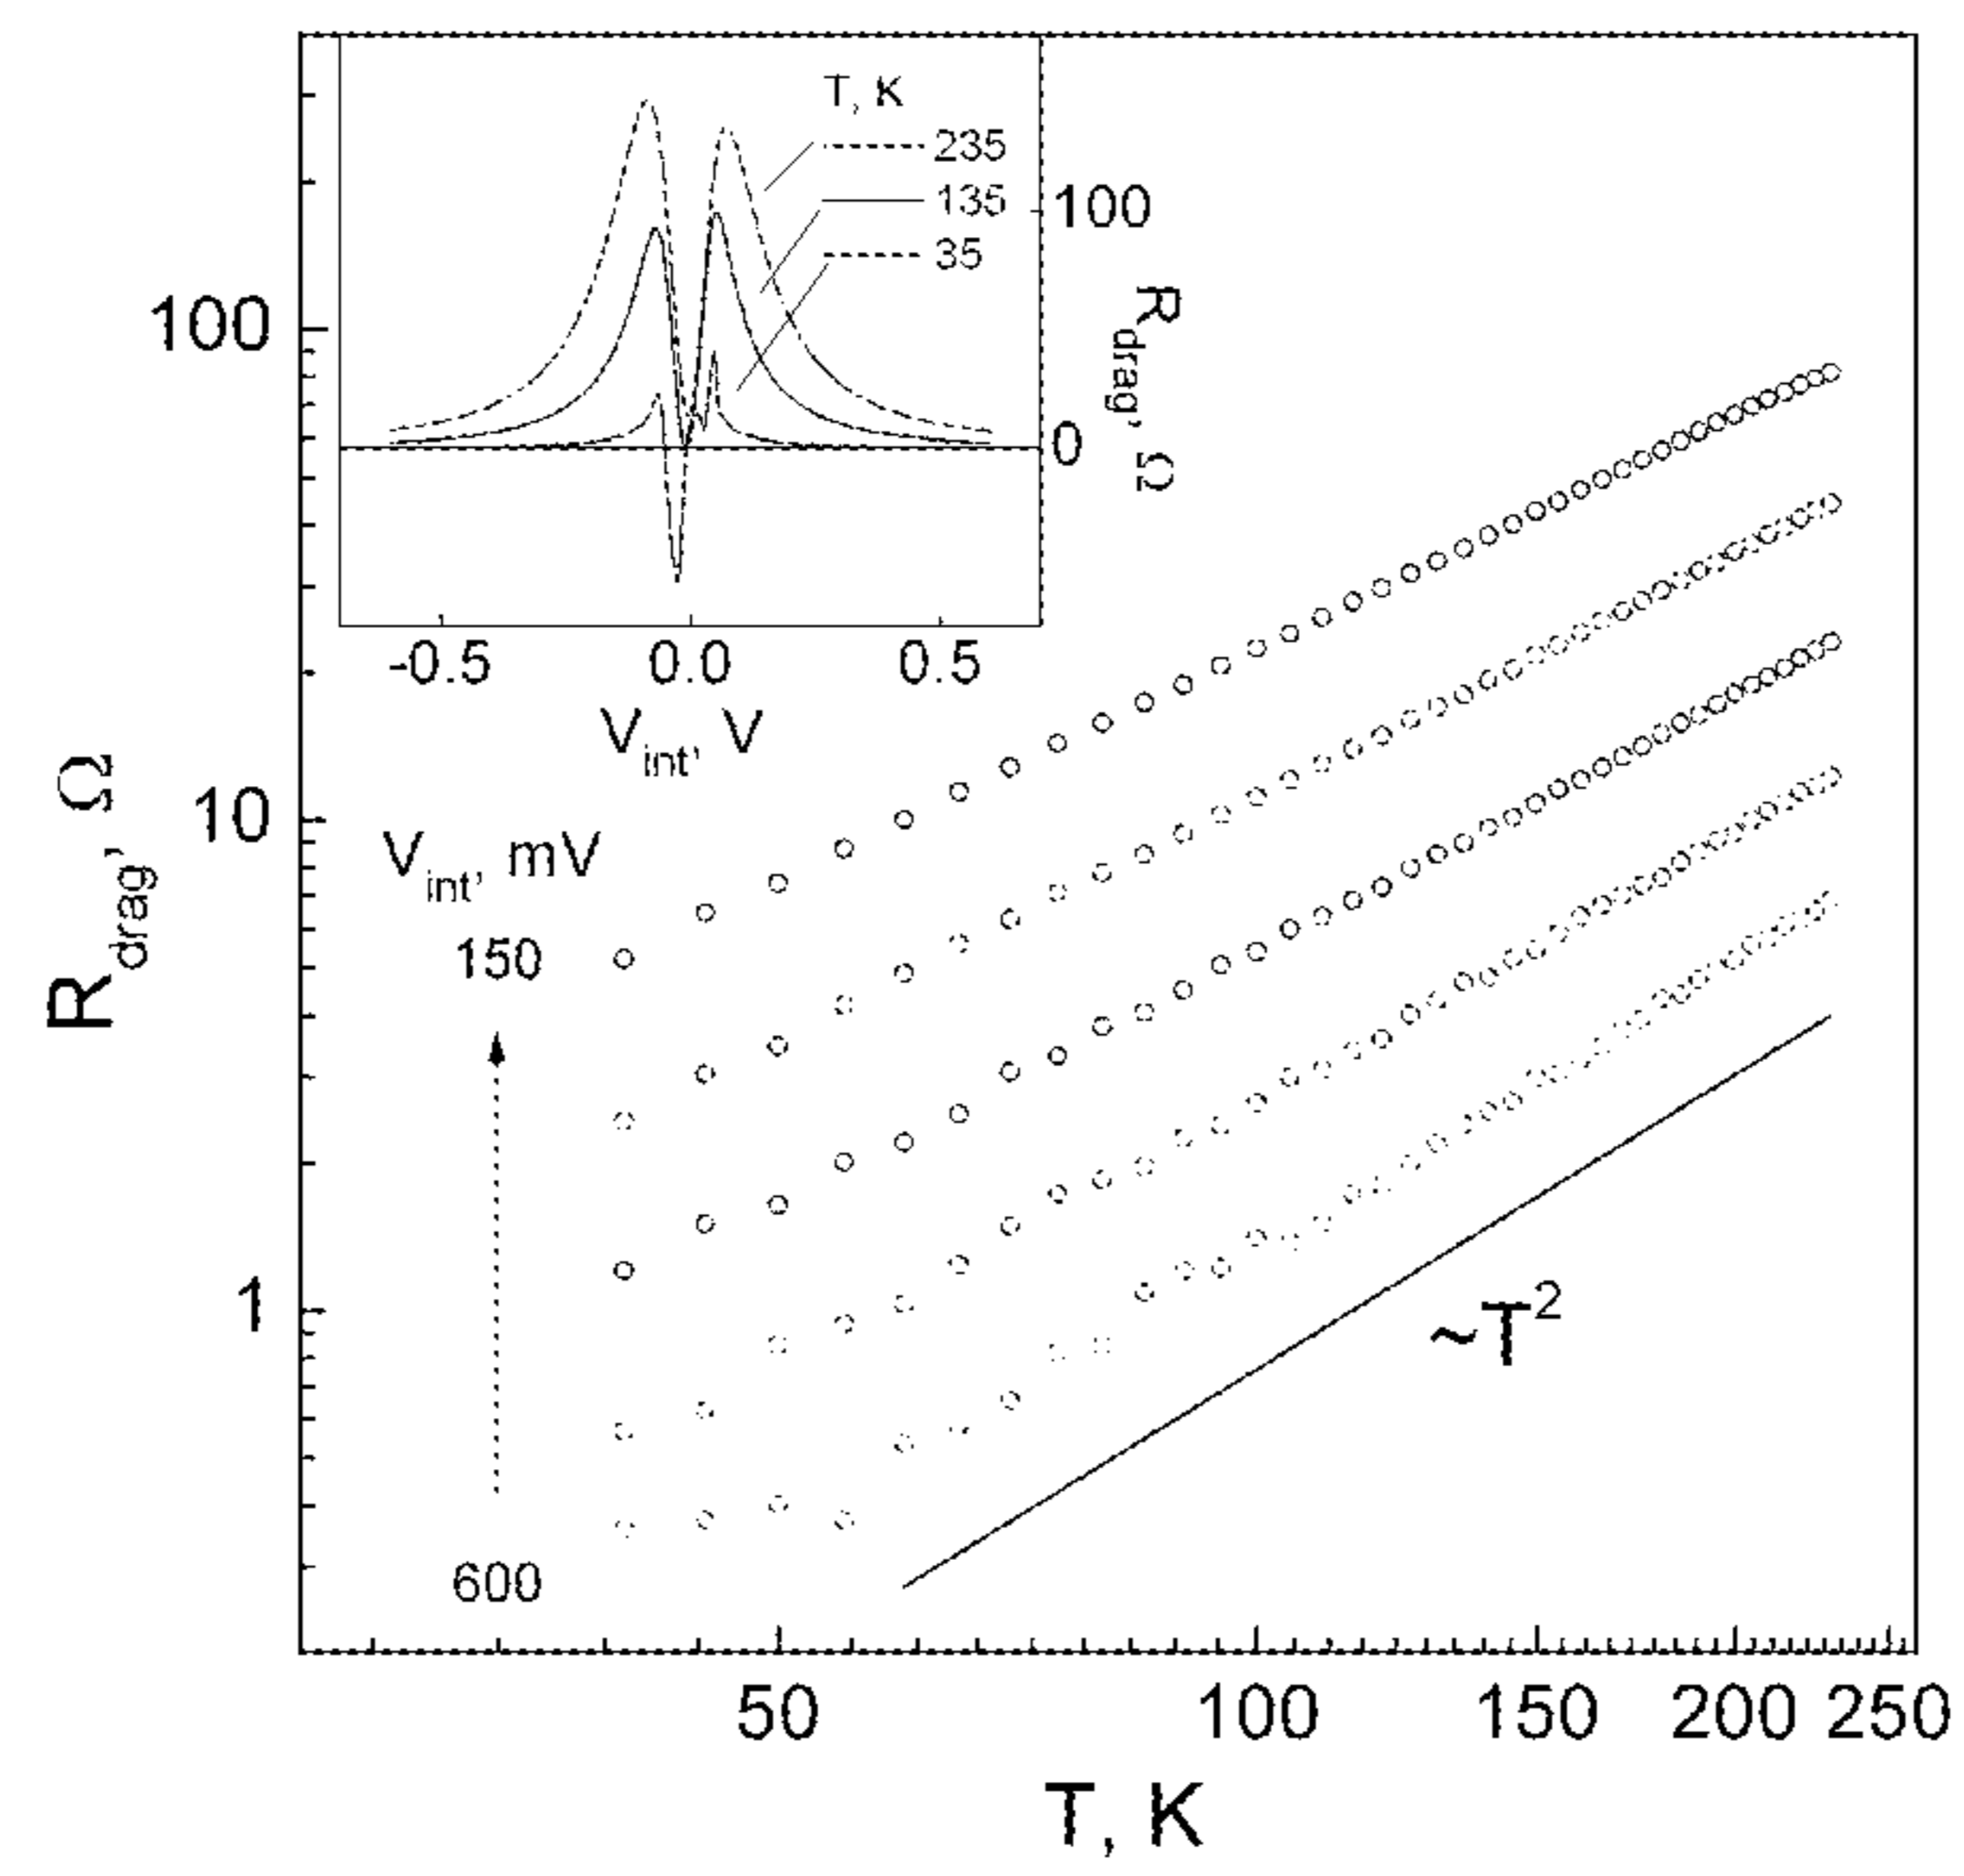 T, K
235
135
35
100
0
R_drag, Ω
-0.5 0.0 0.5
V_int, V
100
10
1
R_drag, Ω
V_int, mV
150
600
~T²
50 100 150 200 250
T, K